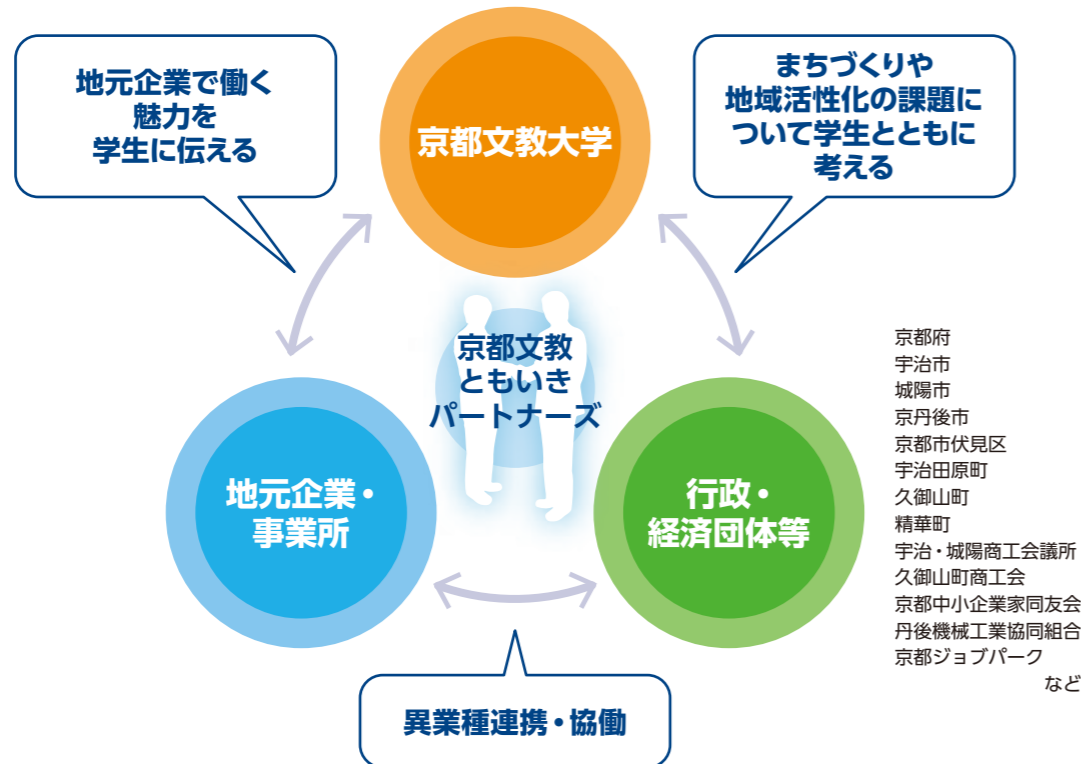 地元企業で働く
魅力を
学生に伝える
京都文教大学
まちづくりや
地域活性化の課題に
ついて学生とともに
考える
京都文教
ともいき
パートナーズ
地元企業・
事業所
行政・
経済団体等
京都府
宇治市
城陽市
京丹後市
京都市伏見区
宇治田原町
久御山町
精華町
宇治・城陽商工会議所
久御山町商工会
京都中小企業家同友会
丹後機械工業協同組合
京都ジョブパーク
など
異業種連携・協働